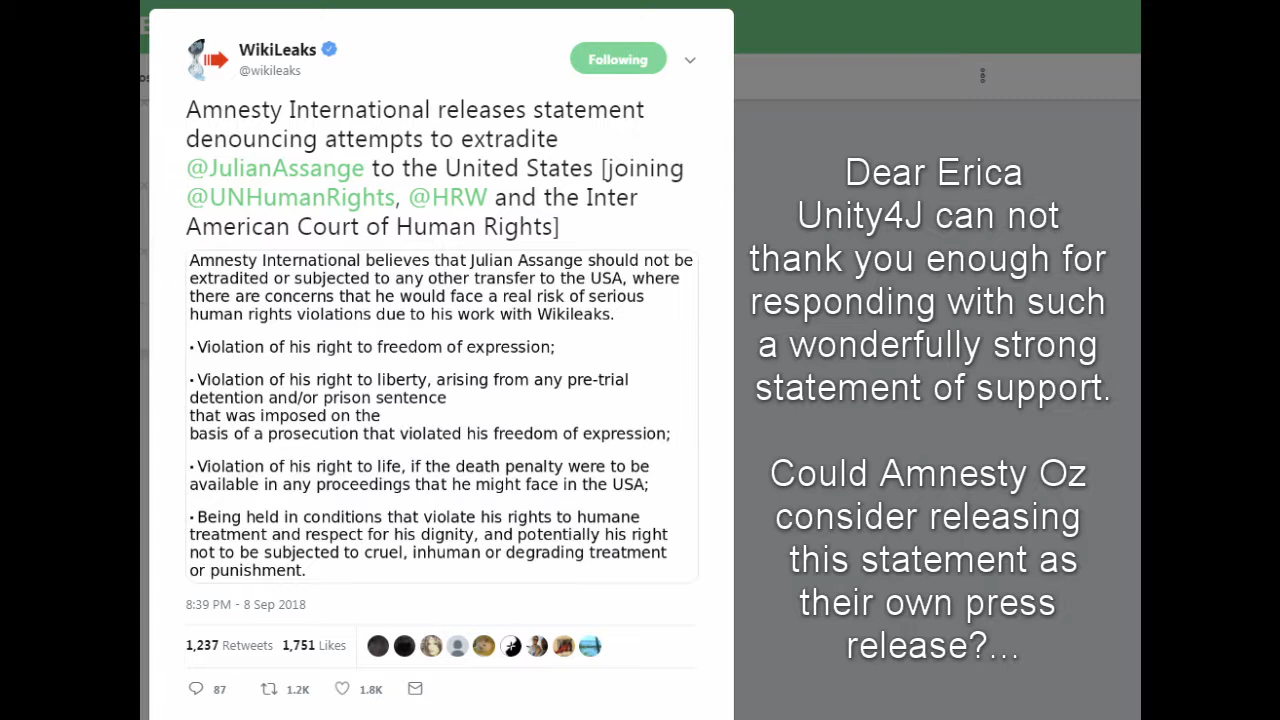 WikiLeaks
@wikileaks
Following
Amnesty International releases statement
denouncing attempts to extradite
@JulianAssange to the United States [joining
@UNHumanRights, @HRW and the Inter
American Court of Human Rights]
Amnesty International believes that Julian Assange should not be
extradited or subjected to any other transfer to the USA, where
there are concerns that he would face a real risk of serious
human rights violations due to his work with Wikileaks.
• Violation of his right to freedom of expression;
• Violation of his right to liberty, arising from any pre-trial
detention and/or prison sentence
that was imposed on the
basis of a prosecution that violated his freedom of expression;
• Violation of his right to life, if the death penalty were to be
available in any proceedings that he might face in the USA;
• Being held in conditions that violate his rights to humane
treatment and respect for his dignity, and potentially his right
not to be subjected to cruel, inhuman or degrading treatment
or punishment.
8:39 PM - 8 Sep 2018
1,237 Retweets 1,751 Likes
87 1.2K 1.8K
Dear Erica
Unity4J can not
thank you enough for
responding with such
a wonderfully strong
statement of support.
Could Amnesty Oz
consider releasing
this statement as
their own press
release?...